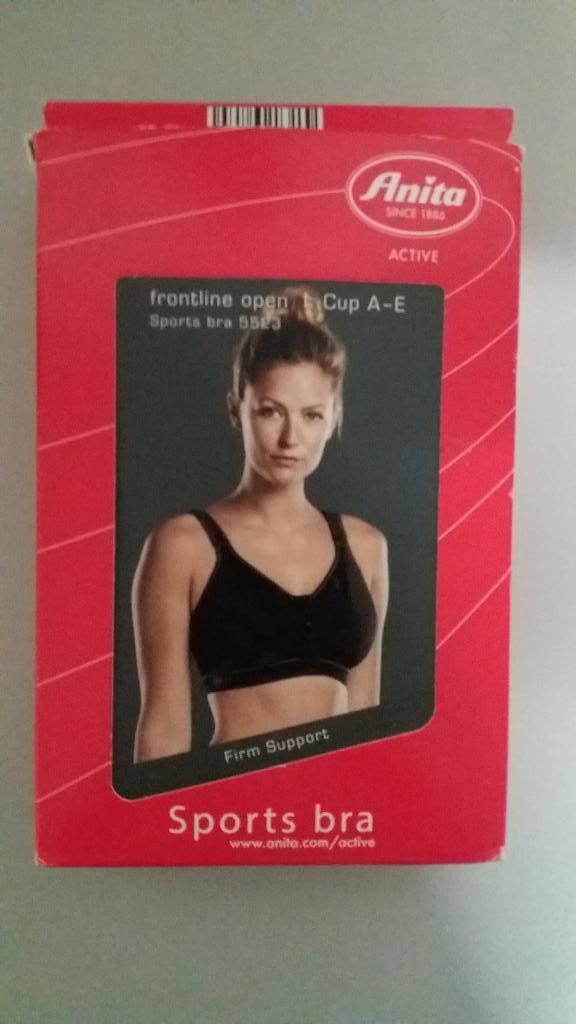 Anita
SINCE 1886
ACTIVE
frontline open | Cup A-E
Sports bra 5523
Firm Support
Sports bra
www.anita.com/active